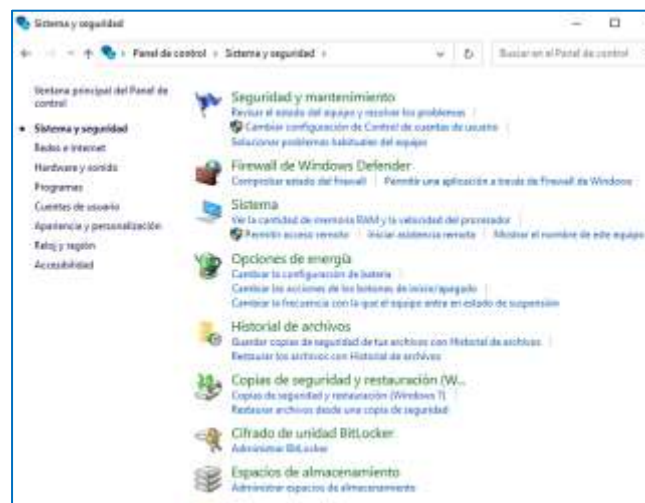 Sistema y seguridad
Panel de control › Sistema y seguridad ›
Buscar en el Panel de control
Ventana principal del Panel de
control
Sistema y seguridad
Redes e Internet
Hardware y sonido
Programas
Cuentas de usuario
Apariencia y personalización
Reloj y región
Accesibilidad
Seguridad y mantenimiento
Revisar el estado del equipo y resolver los problemas
Cambiar configuración de Control de cuentas de usuario
Solucionar problemas habituales del equipo
Firewall de Windows Defender
Comprobar estado del firewall
Permitir una aplicación a través de Firewall de Windows
Sistema
Ver la cantidad de memoria RAM y la velocidad del procesador
Permitir acceso remoto
Iniciar asistencia remota
Mostrar el nombre de este equipo
Opciones de energía
Cambiar la configuración de batería
Cambiar las acciones de los botones de inicio/apagado
Cambiar la frecuencia con la que el equipo entra en estado de suspensión
Historial de archivos
Guardar copias de seguridad de tus archivos con Historial de archivos
Restaurar los archivos con Historial de archivos
Copias de seguridad y restauración (W...
Copias de seguridad y restauración (Windows 7)
Restaurar archivos desde una copia de seguridad
Cifrado de unidad BitLocker
Administrar BitLocker
Espacios de almacenamiento
Administrar espacios de almacenamiento